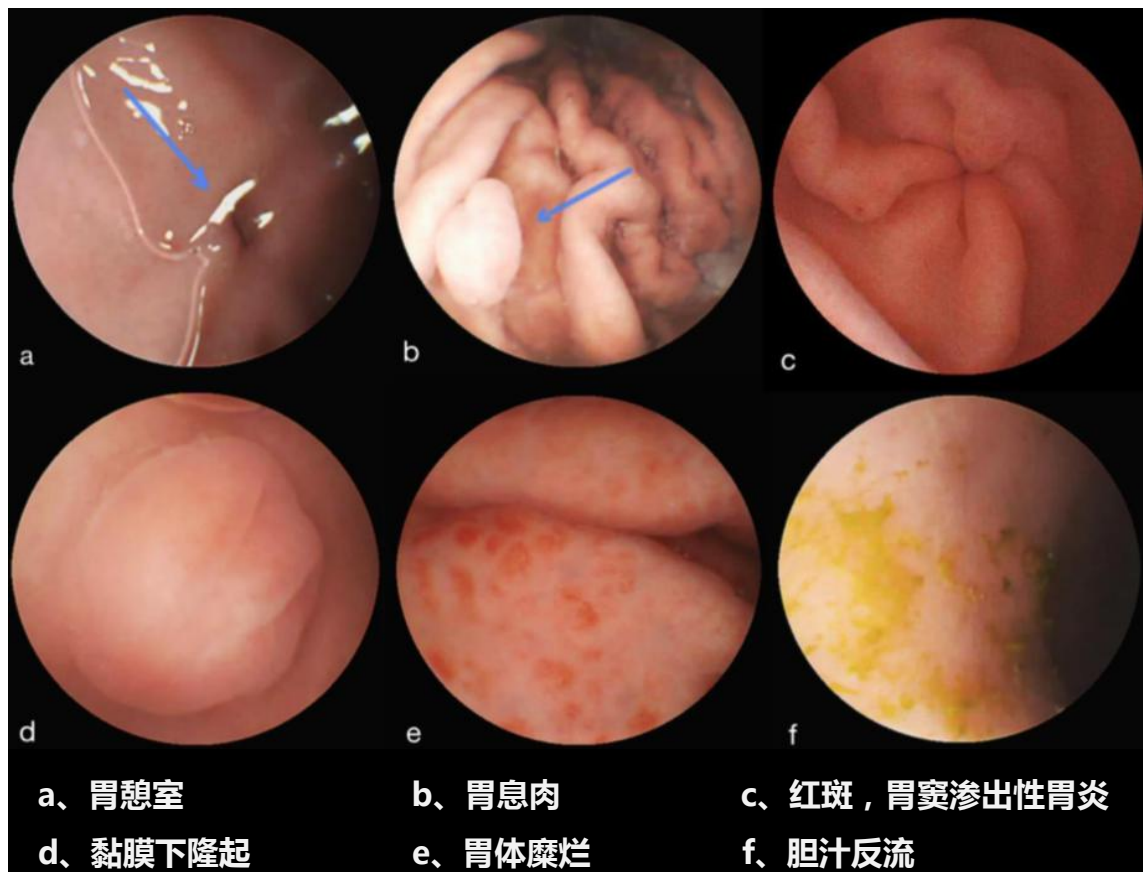 a
b
c
d
e
f
a、胃憩室
b、胃息肉
c、红斑，胃窦渗出性胃炎
d、黏膜下隆起
e、胃体糜烂
f、胆汁反流